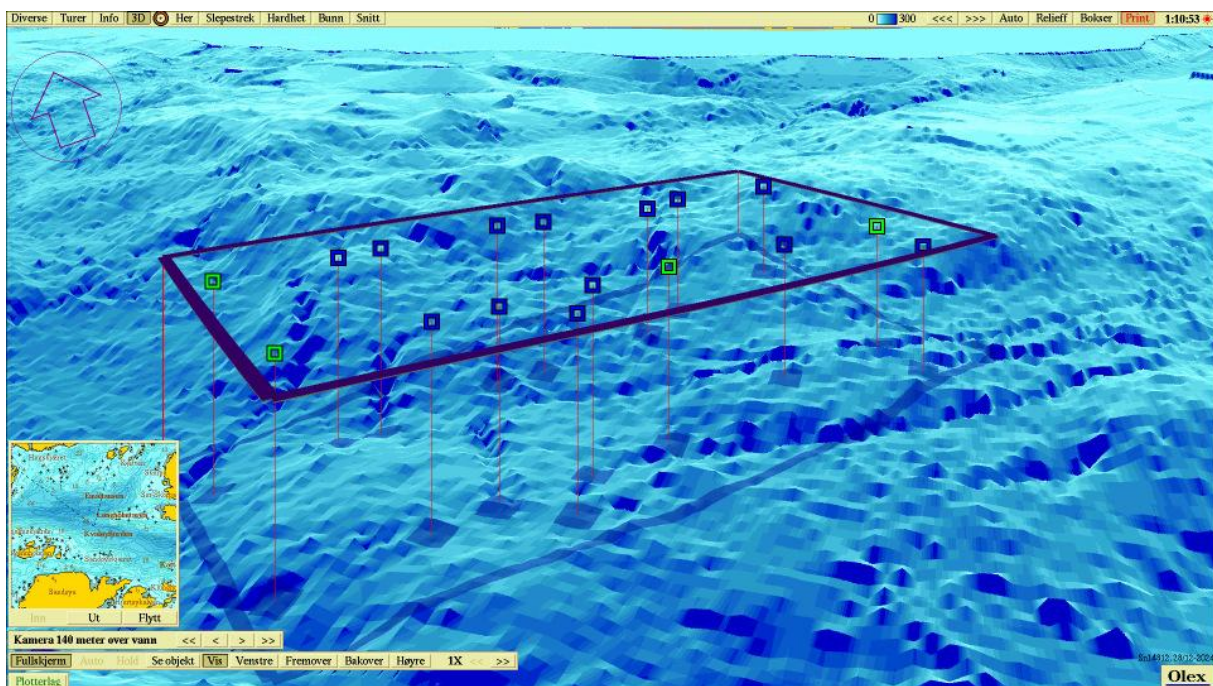 Diverse Turer Info 3D Her Slepestrek Hardhet Bunn Snitt 0 300 <<< >>> Auto Relieff Bokser Print 1:10:53
Inn Ut Flytt
Kamera 140 meter over vann << < > >>
Fullskjerm Auto Hold Se objekt Vis Venstre Fremover Bakover Høyre 1X << >>
Plotterlag
Olex